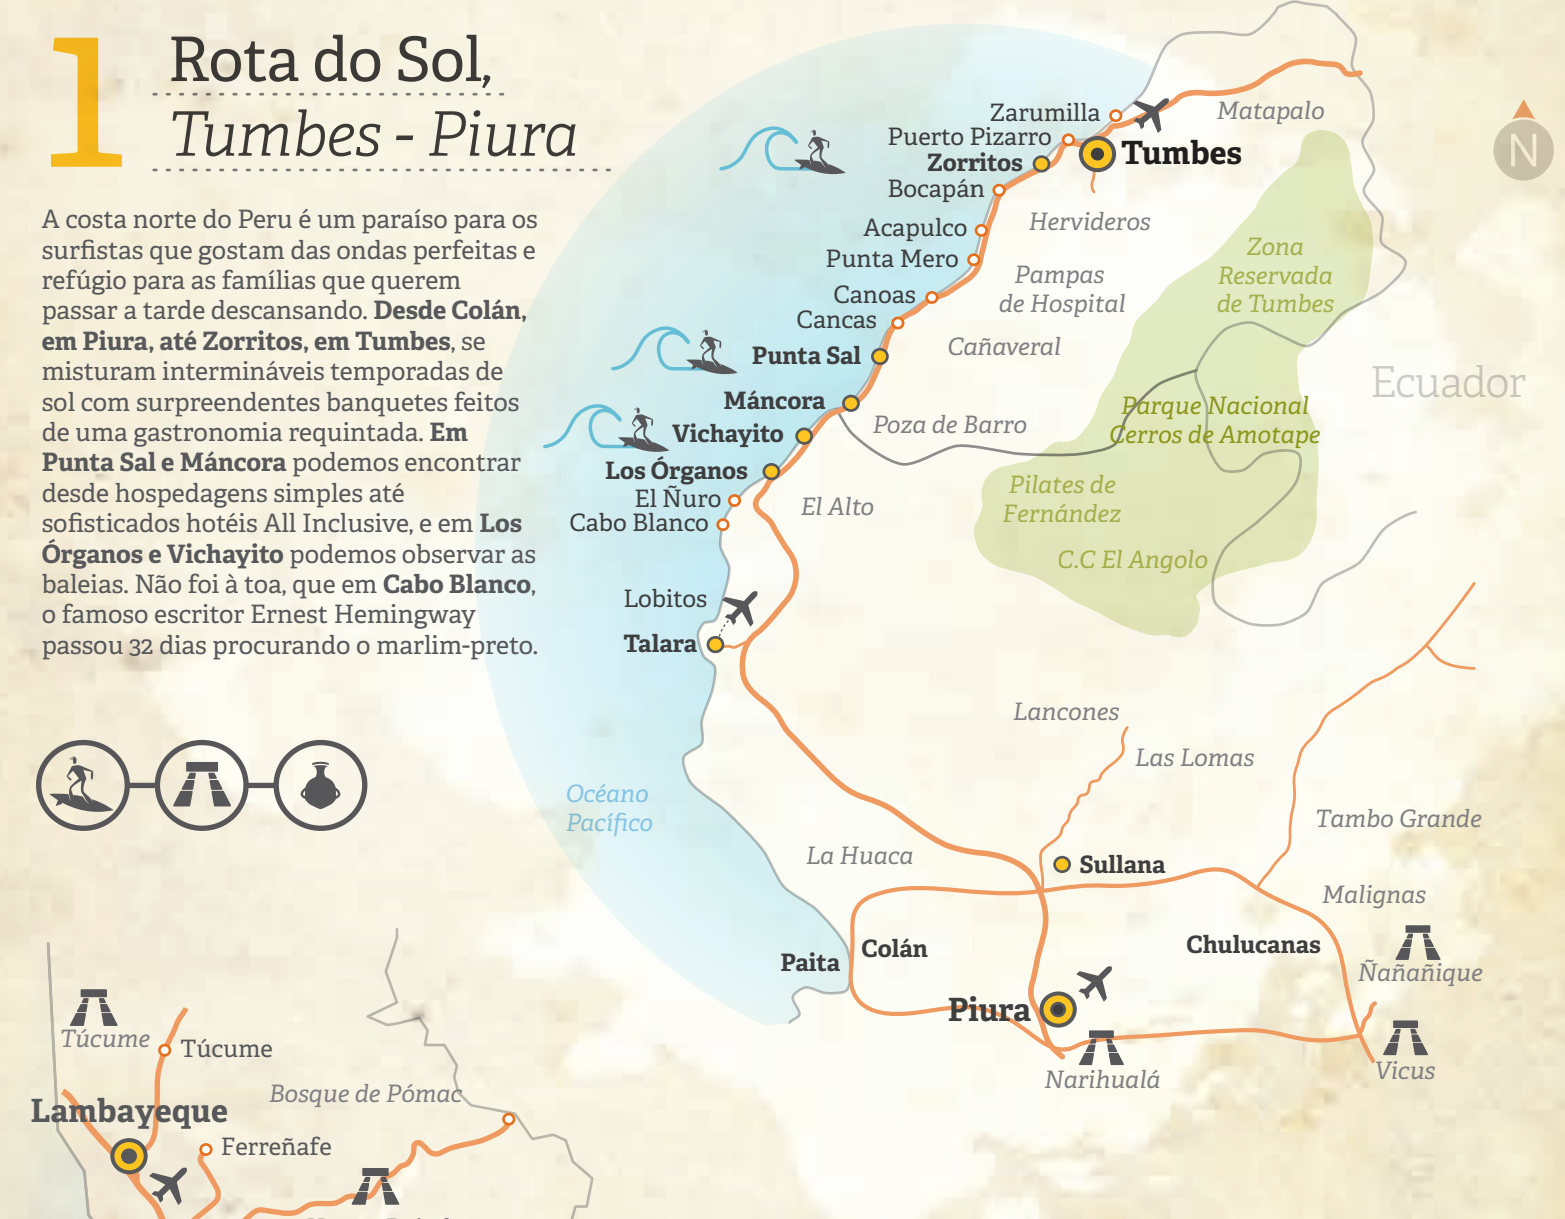 1
Rota do Sol,
Tumbes - Piura
A costa norte do Peru é um paraíso para os
surfistas que gostam das ondas perfeitas e
refúgio para as famílias que querem
passar a tarde descansando. Desde Colán,
em Piura, até Zorritos, em Tumbes, se
misturam intermináveis temporadas de
sol com surpreendentes banquetes feitos
de uma gastronomia requintada. Em
Punta Sal e Máncora podemos encontrar
desde hospedagens simples até
sofisticados hotéis All Inclusive, e em Los
Órganos e Vichayito podemos observar as
baleias. Não foi à toa, que em Cabo Blanco,
o famoso escritor Ernest Hemingway
passou 32 dias procurando o marlim-preto.
Zarumilla
Matapalo
Puerto Pizarro
Tumbes
Zorritos
N
Bocapán
Acapulco
Hervideros
Punta Mero
Zona
Reservada
de Tumbes
Pampas
de Hospital
Canoas
Cancas
Cañaveral
Punta Sal
Ecuador
Máncora
Parque Nacional
Cerros de Amotape
Poza de Barro
Vichayito
Los Órganos
El Ñuro
Pilates de
Fernández
El Alto
Cabo Blanco
C.C El Angolo
Lobitos
Talara
Lancones
Las Lomas
Océano
Pacífico
Tambo Grande
La Huaca
Sullana
Malignas
Chulucanas
Colán
Paita
Ñañañique
Piura
Narihualá
Vicus
Túcume
Túcume
Bosque de Pómac
Lambayeque
Ferreñafe